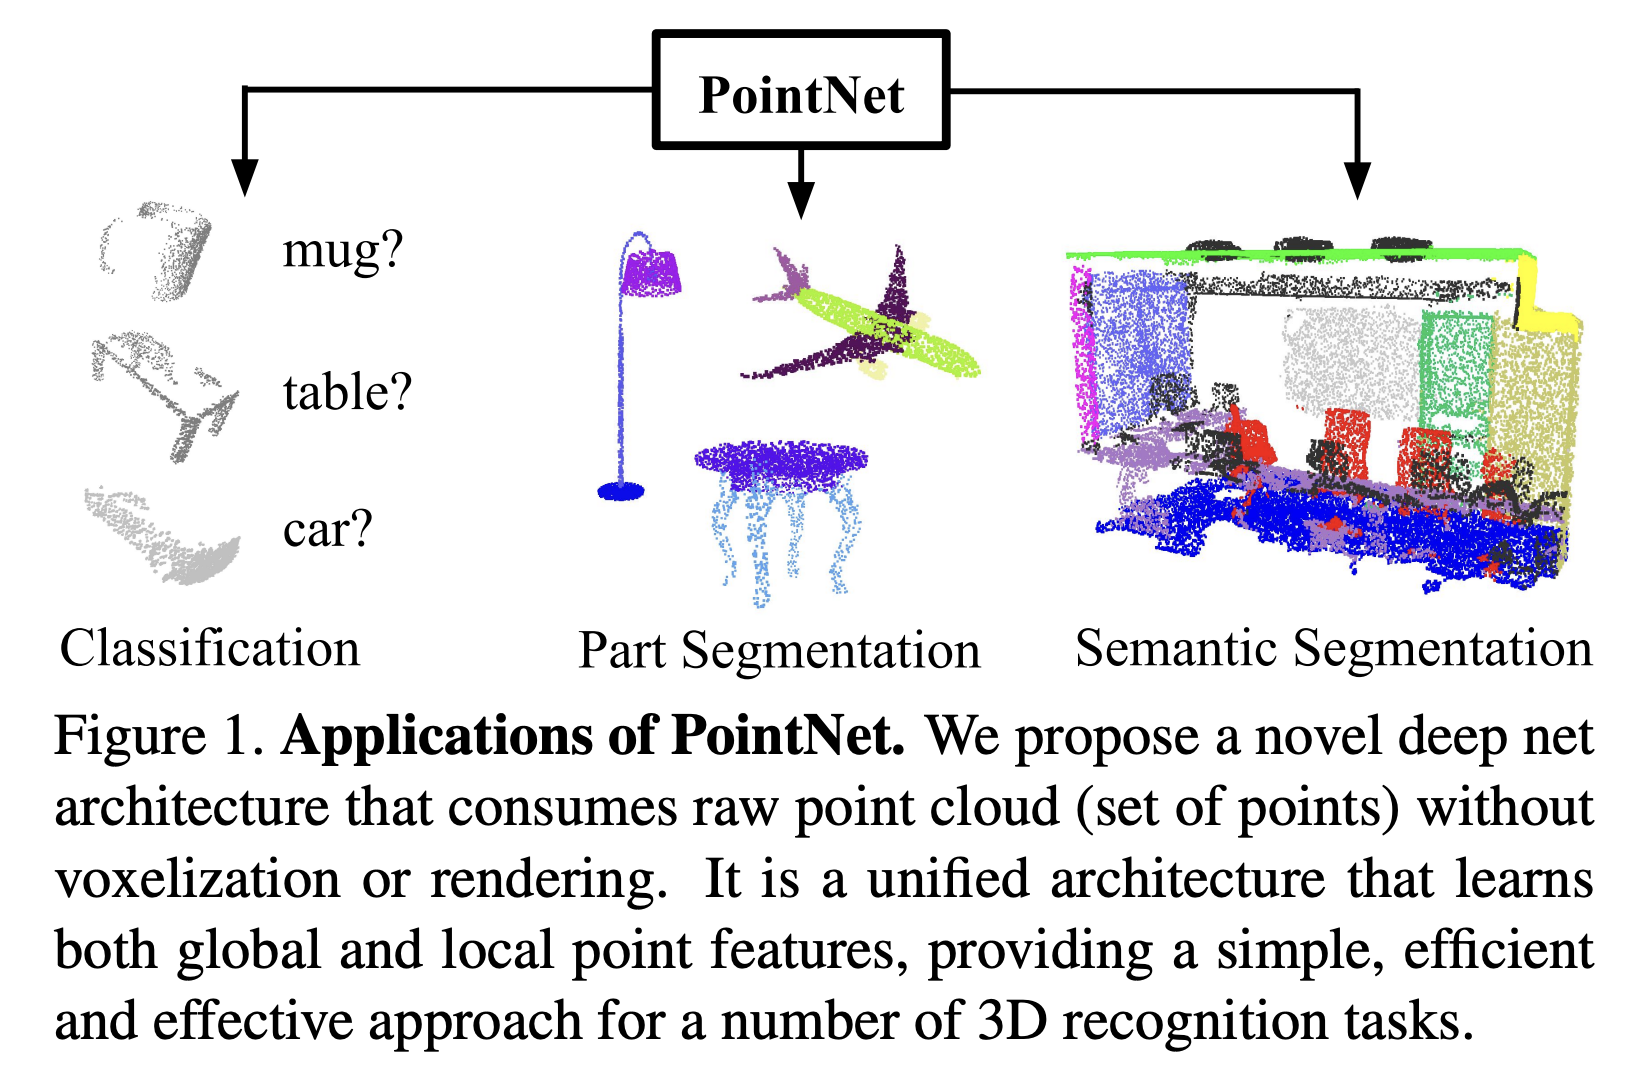 PointNet
mug?
table?
car?
Classification
Part Segmentation
Semantic Segmentation
Figure 1. Applications of PointNet. We propose a novel deep net
architecture that consumes raw point cloud (set of points) without
voxelization or rendering. It is a unified architecture that learns
both global and local point features, providing a simple, efficient
and effective approach for a number of 3D recognition tasks.